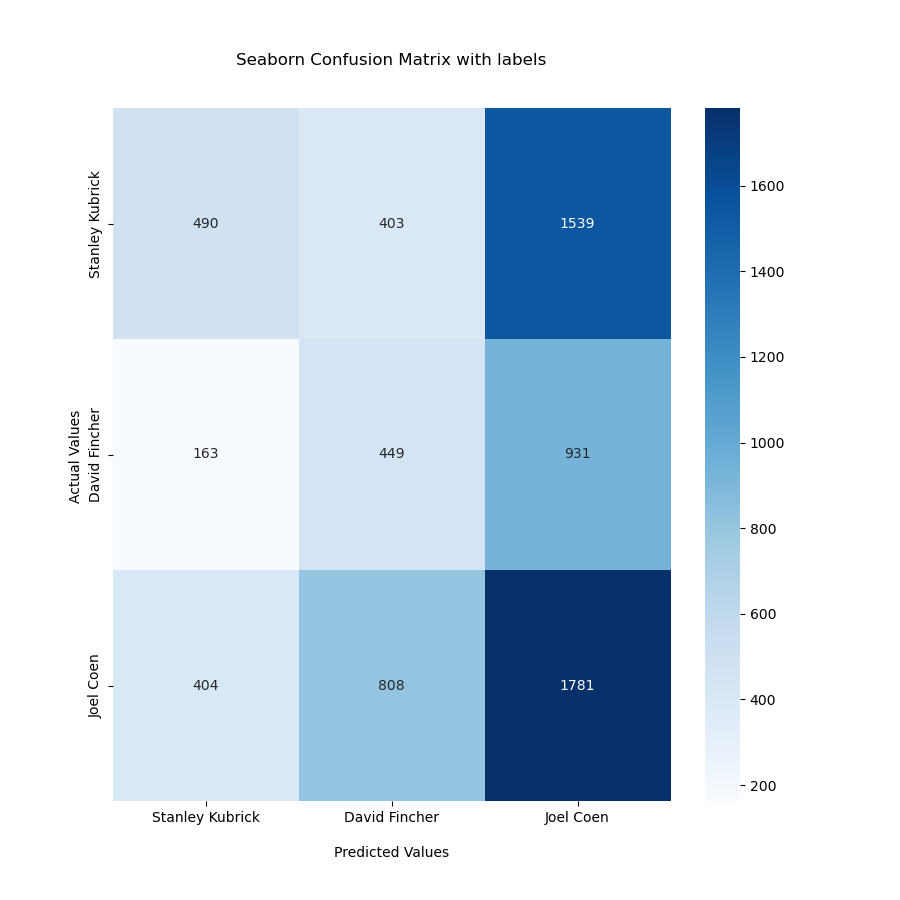 Seaborn Confusion Matrix with labels
Actual Values
Stanley Kubrick
490 403 1539
1600
1400
1200
David Fincher
163 449 931
1000
800
Joel Coen
404 808 1781
600
400
200
Stanley Kubrick David Fincher Joel Coen
Predicted Values